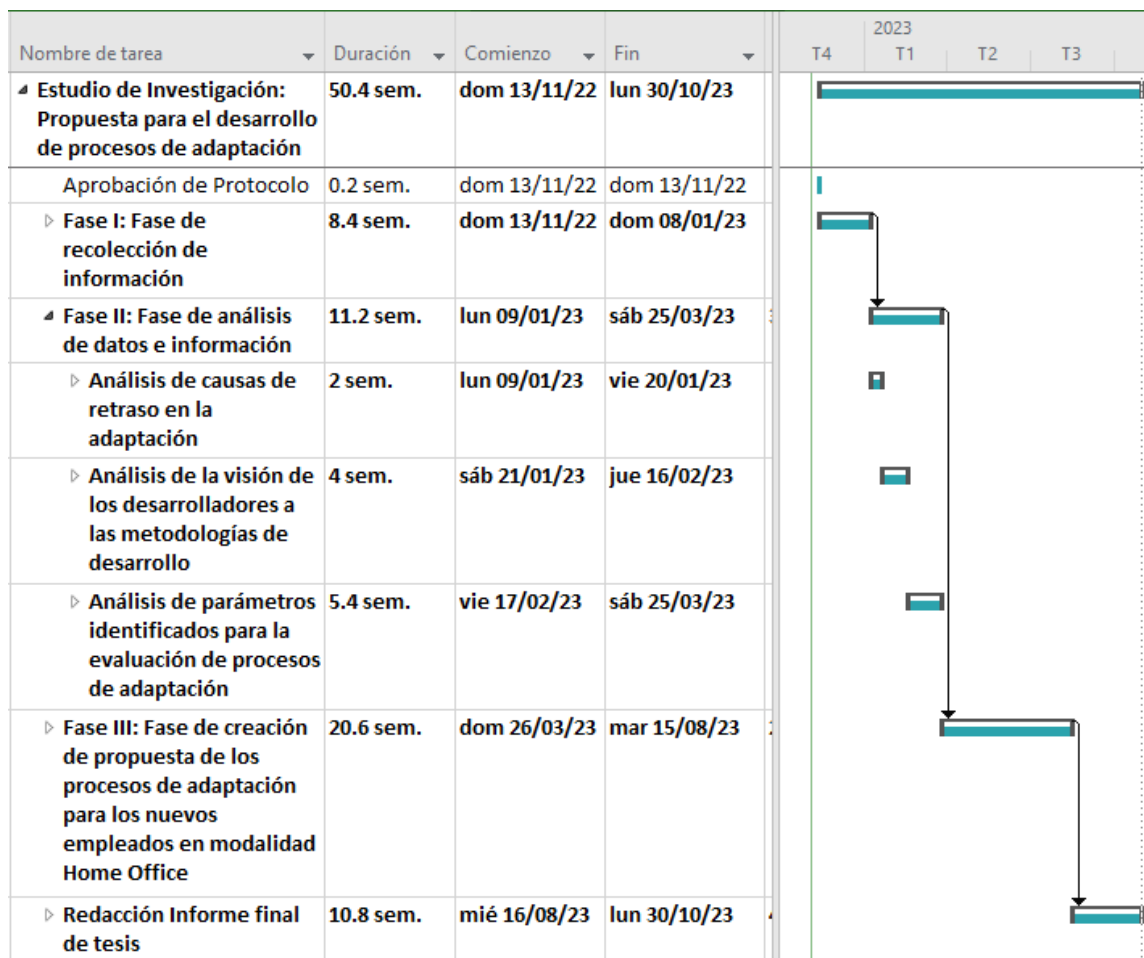 2023
Nombre de tarea Duración Comienzo Fin T4 T1 T2 T3
Estudio de Investigación: 50.4 sem. dom 13/11/22 lun 30/10/23
Propuesta para el desarrollo
de procesos de adaptación
Aprobación de Protocolo 0.2 sem. dom 13/11/22 dom 13/11/22
Fase I: Fase de 8.4 sem. dom 13/11/22 dom 08/01/23
recolección de
información
Fase II: Fase de análisis 11.2 sem. lun 09/01/23 sáb 25/03/23
de datos e información
Análisis de causas de 2 sem. lun 09/01/23 vie 20/01/23
retraso en la
adaptación
Análisis de la visión de 4 sem. sáb 21/01/23 jue 16/02/23
los desarrolladores a
las metodologías de
desarrollo
Análisis de parámetros 5.4 sem. vie 17/02/23 sáb 25/03/23
identificados para la
evaluación de procesos
de adaptación
Fase III: Fase de creación 20.6 sem. dom 26/03/23 mar 15/08/23
de propuesta de los
procesos de adaptación
para los nuevos
empleados en modalidad
Home Office
Redacción Informe final 10.8 sem. mié 16/08/23 lun 30/10/23
de tesis